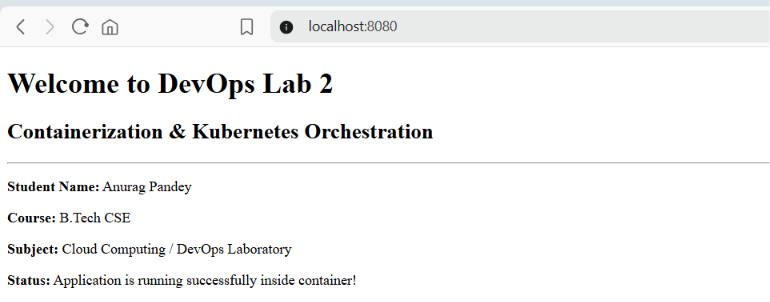 localhost:8080
Welcome to DevOps Lab 2
Containerization & Kubernetes Orchestration
Student Name: Anurag Pandey
Course: B.Tech CSE
Subject: Cloud Computing / DevOps Laboratory
Status: Application is running successfully inside container!